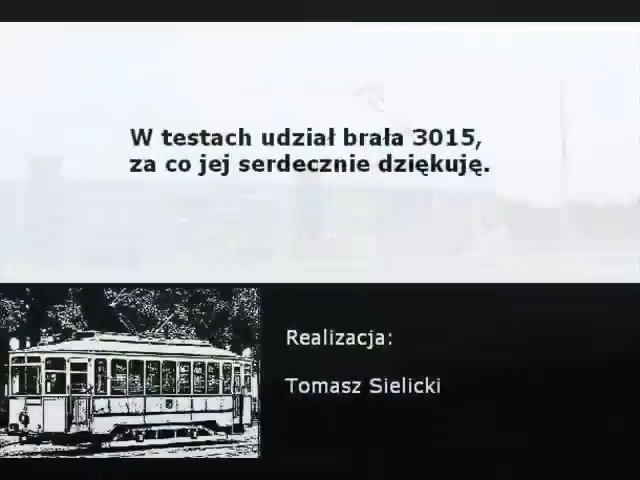 W testach udział brała 3015,
za co jej serdecznie dziękuję.
Realizacja:
Tomasz Sielicki